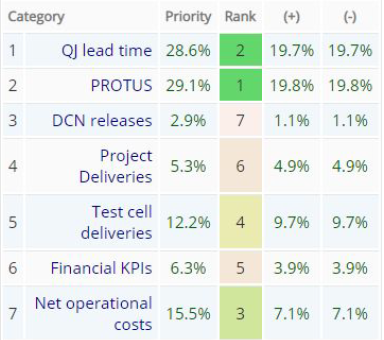 Category Priority Rank (+) (-)
1 QJ lead time 28.6% 2 19.7% 19.7%
2 PROTUS 29.1% 1 19.8% 19.8%
3 DCN releases 2.9% 7 1.1% 1.1%
4 Project Deliveries 5.3% 6 4.9% 4.9%
5 Test cell deliveries 12.2% 4 9.7% 9.7%
6 Financial KPIs 6.3% 5 3.9% 3.9%
7 Net operational costs 15.5% 3 7.1% 7.1%